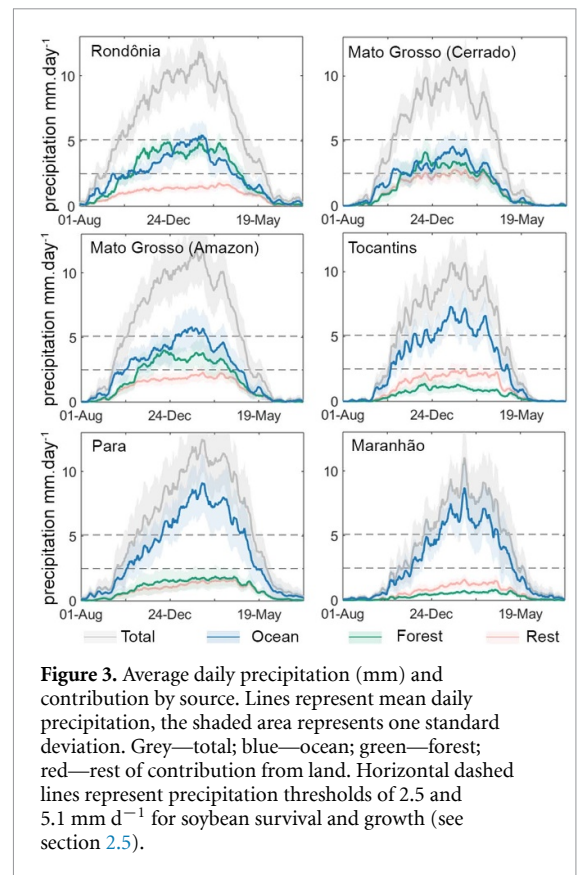 Rondônia
Mato Grosso (Cerrado)
precipitation mm.day⁻¹
10
5
0
01-Aug 24-Dec 19-May
10
5
0
01-Aug 24-Dec 19-May
Mato Grosso (Amazon)
Tocantins
precipitation mm.day⁻¹
10
5
0
01-Aug 24-Dec 19-May
10
5
0
01-Aug 24-Dec 19-May
Para
Maranhão
precipitation mm.day⁻¹
10
5
0
01-Aug 24-Dec 19-May
10
5
0
01-Aug 24-Dec 19-May
Total Ocean Forest Rest
Figure 3. Average daily precipitation (mm) and
contribution by source. Lines represent mean daily
precipitation, the shaded area represents one standard
deviation. Grey—total; blue—ocean; green—forest;
red—rest of contribution from land. Horizontal dashed
lines represent precipitation thresholds of 2.5 and
5.1 mm d⁻¹ for soybean survival and growth (see
section 2.5).